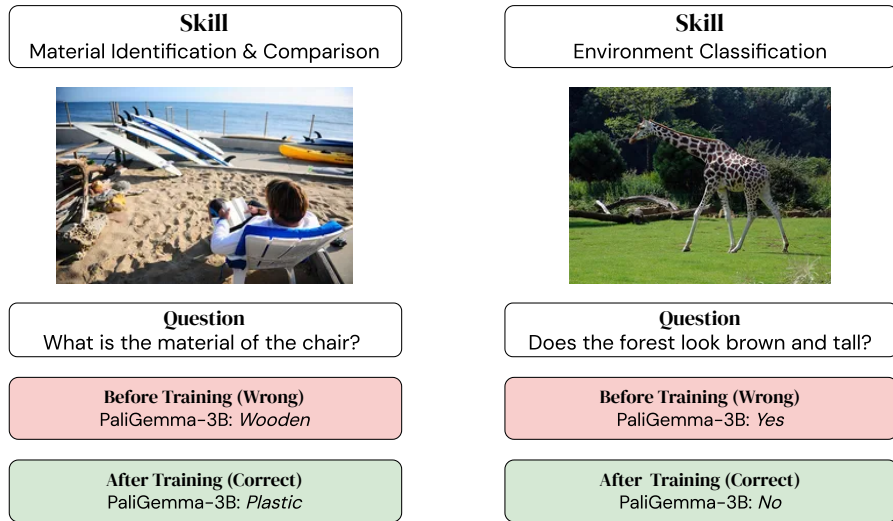 Skill
Material Identification & Comparison
Question
What is the material of the chair?
Before Training (Wrong)
PaliGemma-3B: Wooden
After Training (Correct)
PaliGemma-3B: Plastic
Skill
Environment Classification
Question
Does the forest look brown and tall?
Before Training (Wrong)
PaliGemma-3B: Yes
After Training (Correct)
PaliGemma-3B: No